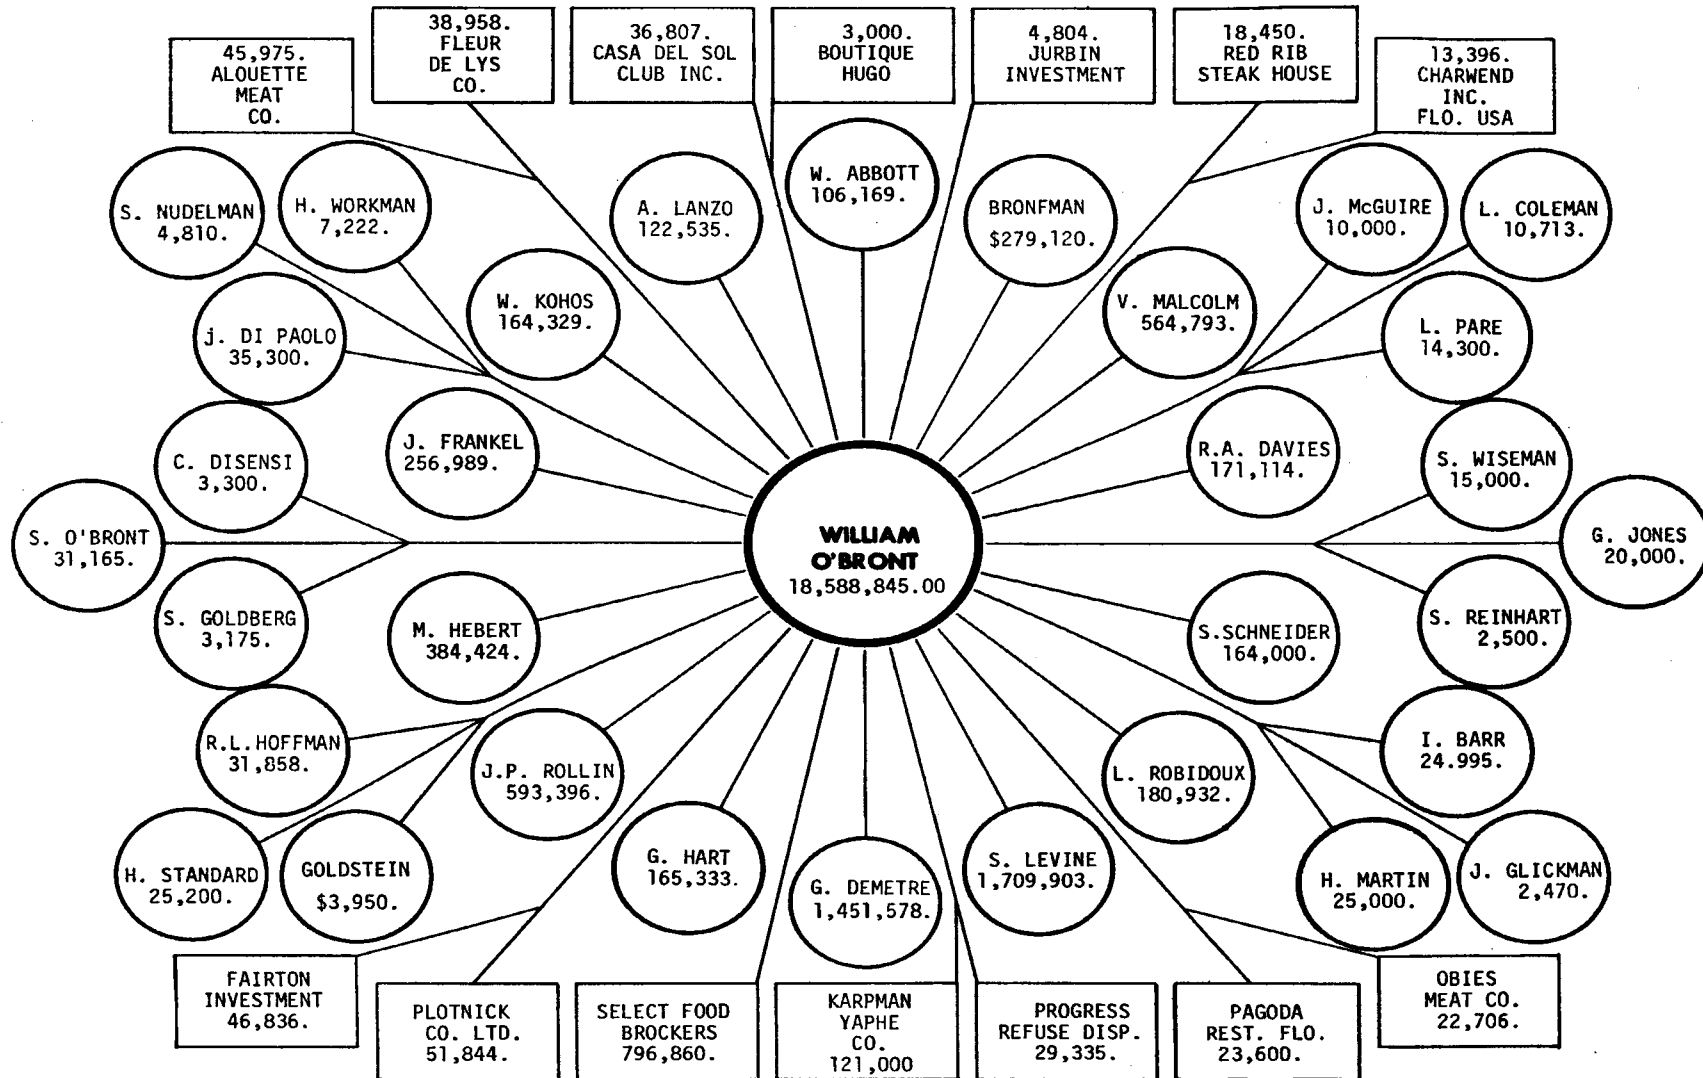 45,975.
ALOUETTE
MEAT
CO.
38,958.
FLEUR
DE LYS
CO.
36,807.
CASA DEL SOL
CLUB INC.
3,000.
BOUTIQUE
HUGO
4,804.
JURBIN
INVESTMENT
18,450.
RED RIB
STEAK HOUSE
13,396.
CHARWEND
INC.
FLO. USA
S. NUDELMAN
4,810.
H. WORKMAN
7,222.
W. KOHOS
164,329.
A. LANZO
122,535.
W. ABBOTT
106,169.
BRONFMAN
$279,120.
V. MALCOLM
564,793.
J. McGUIRE
10,000.
L. COLEMAN
10,713.
j. DI PAOLO
35,300.
L. PARE
14,300.
C. DISENSI
3,300.
J. FRANKEL
256,989.
R.A. DAVIES
171,114.
S. WISEMAN
15,000.
S. O'BRONT
31,165.
WILLIAM
O'BRONT
18,588,845.00
G. JONES
20,000.
S. GOLDBERG
3,175.
M. HEBERT
384,424.
S.SCHNEIDER
164,000.
S. REINHART
2,500.
R.L.HOFFMAN
31,858.
J.P. ROLLIN
593,396.
L. ROBIDOUX
180,932.
I. BARR
24.995.
H. STANDARD
25,200.
GOLDSTEIN
$3,950.
G. HART
165,333.
G. DEMETRE
1,451,578.
S. LEVINE
1,709,903.
H. MARTIN
25,000.
J. GLICKMAN
2,470.
FAIRTON
INVESTMENT
46,836.
PLOTNICK
CO. LTD.
51,844.
SELECT FOOD
BROCKERS
796,860.
KARPMAN
YAPHE
CO.
121,000
PROGRESS
REFUSE DISP.
29,335.
PAGODA
REST. FLO.
23,600.
OBIES
MEAT CO.
22,706.